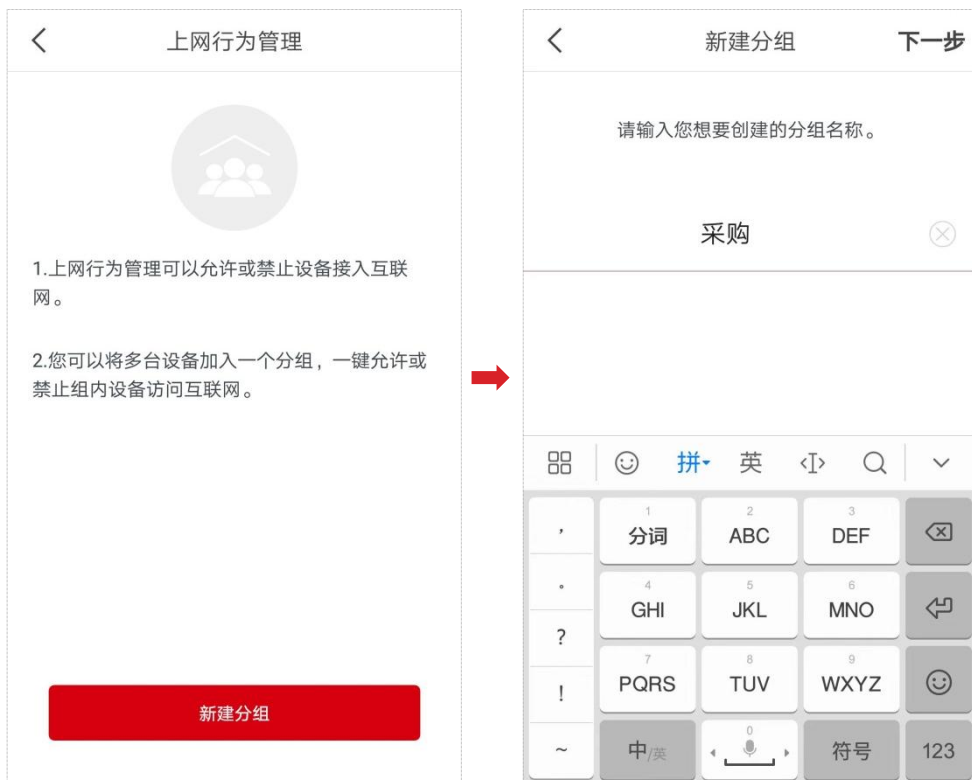 上网行为管理
1.上网行为管理可以允许或禁止设备接入互联
网。
2.您可以将多台设备加入一个分组，一键允许或
禁止组内设备访问互联网。
新建分组
新建分组 下一步
请输入您想要创建的分组名称。
采购
拼 英
， 1 分词 2 ABC 3 DEF
。 4 GHI 5 JKL 6 MNO
?
7 PQRS 8 TUV 9 WXYZ
!
~ 中/英 0 符号 123